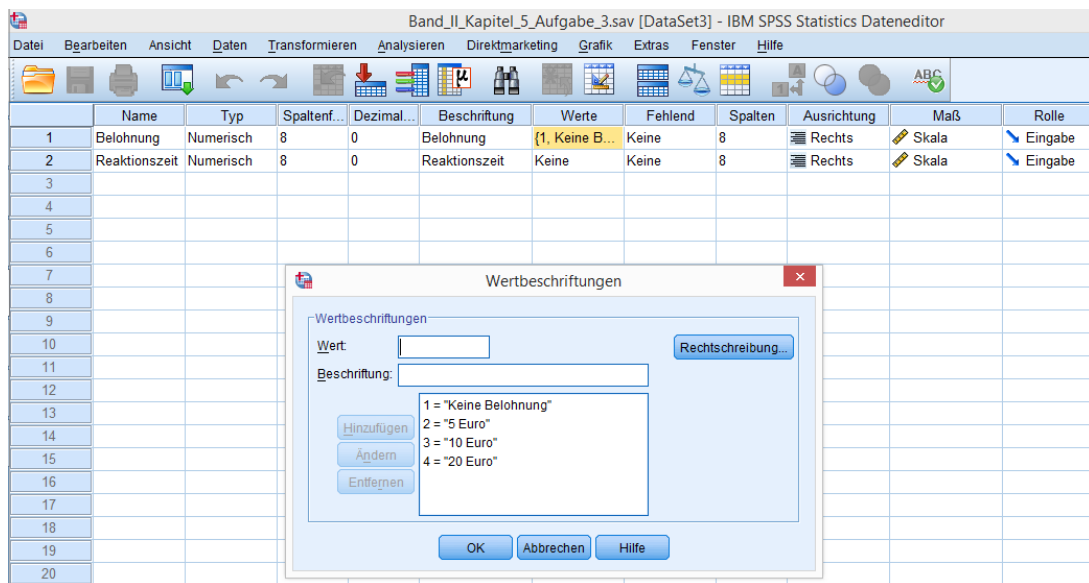 Band_II_Kapitel_5_Aufgabe_3.sav [DataSet3] - IBM SPSS Statistics Dateneditor
Datei Bearbeiten Ansicht Daten Transformieren Analysieren Direktmarketing Grafik Extras Fenster Hilfe
Name Typ Spaltenf... Dezimal... Beschriftung Werte Fehlend Spalten Ausrichtung Maß Rolle
1 Belohnung Numerisch 8 0 Belohnung {1, Keine B... Keine 8 Rechts Skala Eingabe
2 Reaktionszeit Numerisch 8 0 Reaktionszeit Keine Keine 8 Rechts Skala Eingabe
3
4
5
6
7
8
9
10
11
12
13
14
15
16
17
18
19
20
Wertbeschriftungen
Wertbeschriftungen
Wert:
Rechtschreibung...
Beschriftung:
1 = "Keine Belohnung"
Hinzufügen
2 = "5 Euro"
3 = "10 Euro"
Ändern
4 = "20 Euro"
Entfernen
OK Abbrechen Hilfe